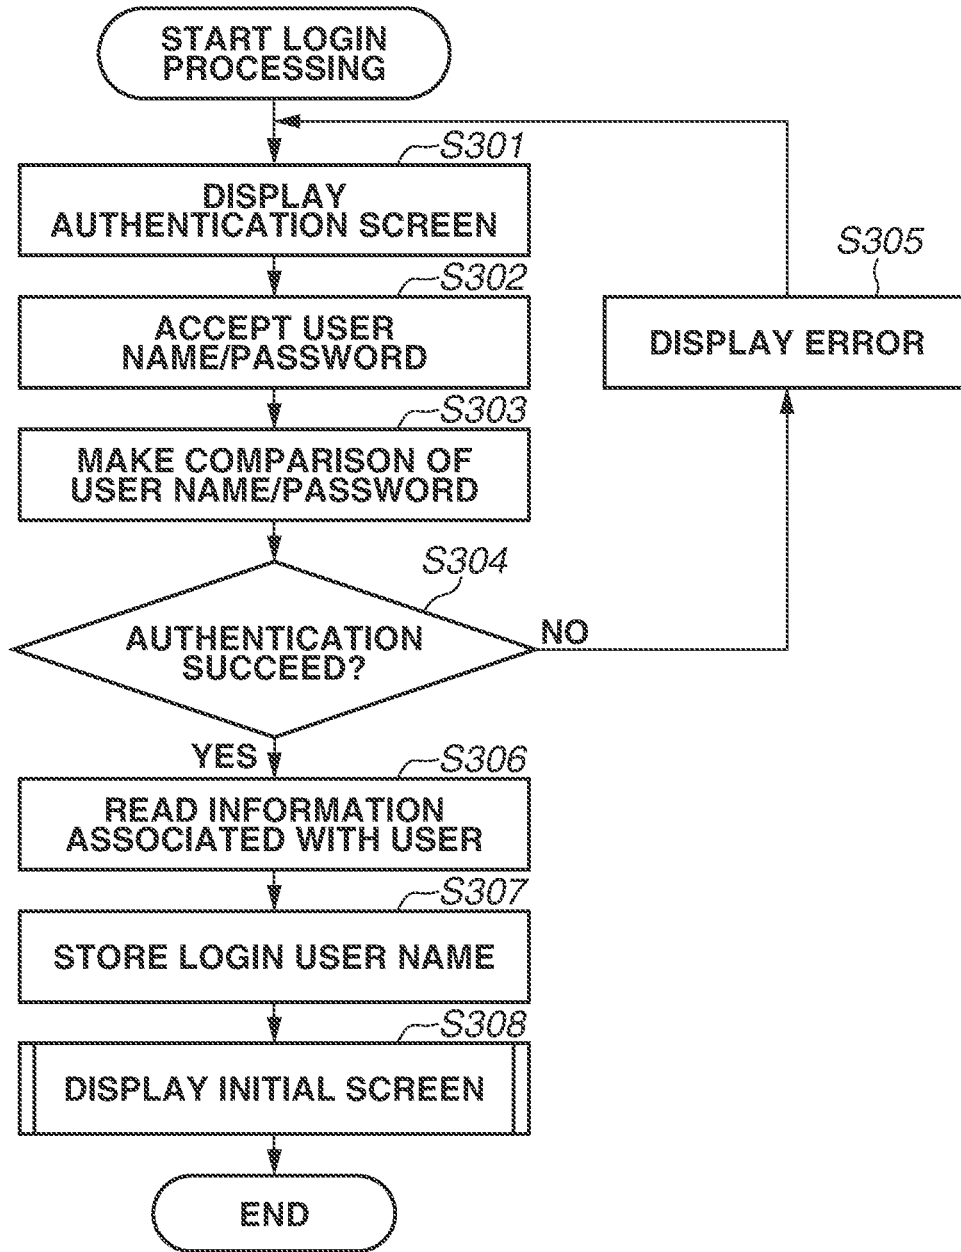 START LOGIN
PROCESSING
S301
DISPLAY
AUTHENTICATION SCREEN
S302
ACCEPT USER
NAME/PASSWORD
S305
DISPLAY ERROR
S303
MAKE COMPARISON OF
USER NAME/PASSWORD
S304
AUTHENTICATION
SUCCEED?
NO
YES
S306
READ INFORMATION
ASSOCIATED WITH USER
S307
STORE LOGIN USER NAME
S308
DISPLAY INITIAL SCREEN
END